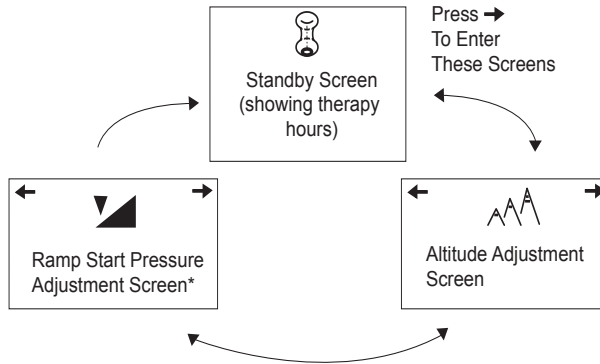 Press →
To Enter
These Screens
Standby Screen
(showing therapy
hours)
Ramp Start Pressure
Adjustment Screen*
Altitude Adjustment
Screen